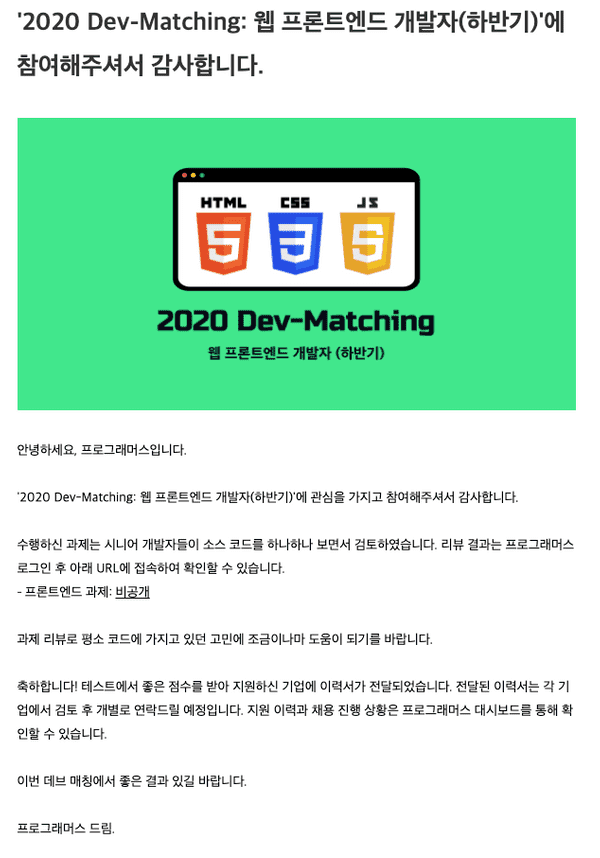 '2020 Dev-Matching: 웹 프론트엔드 개발자(하반기)'에
참여해주셔서 감사합니다.
HTML CSS JS
5 3 5
2020 Dev-Matching
웹 프론트엔드 개발자 (하반기)
안녕하세요, 프로그래머스입니다.
'2020 Dev-Matching: 웹 프론트엔드 개발자(하반기)'에 관심을 가지고 참여해주셔서 감사합니다.
수행하신 과제는 시니어 개발자들이 소스 코드를 하나하나 보면서 검토하였습니다. 리뷰 결과는 프로그래머스
로그인 후 아래 URL에 접속하여 확인할 수 있습니다.
- 프론트엔드 과제: 비공개
과제 리뷰로 평소 코드에 가지고 있던 고민에 조금이나마 도움이 되기를 바랍니다.
축하합니다! 테스트에서 좋은 점수를 받아 지원하신 기업에 이력서가 전달되었습니다. 전달된 이력서는 각 기
업에서 검토 후 개별로 연락드릴 예정입니다. 지원 이력과 채용 진행 상황은 프로그래머스 대시보드를 통해 확
인할 수 있습니다.
이번 데브 매칭에서 좋은 결과 있길 바랍니다.
프로그래머스 드림.